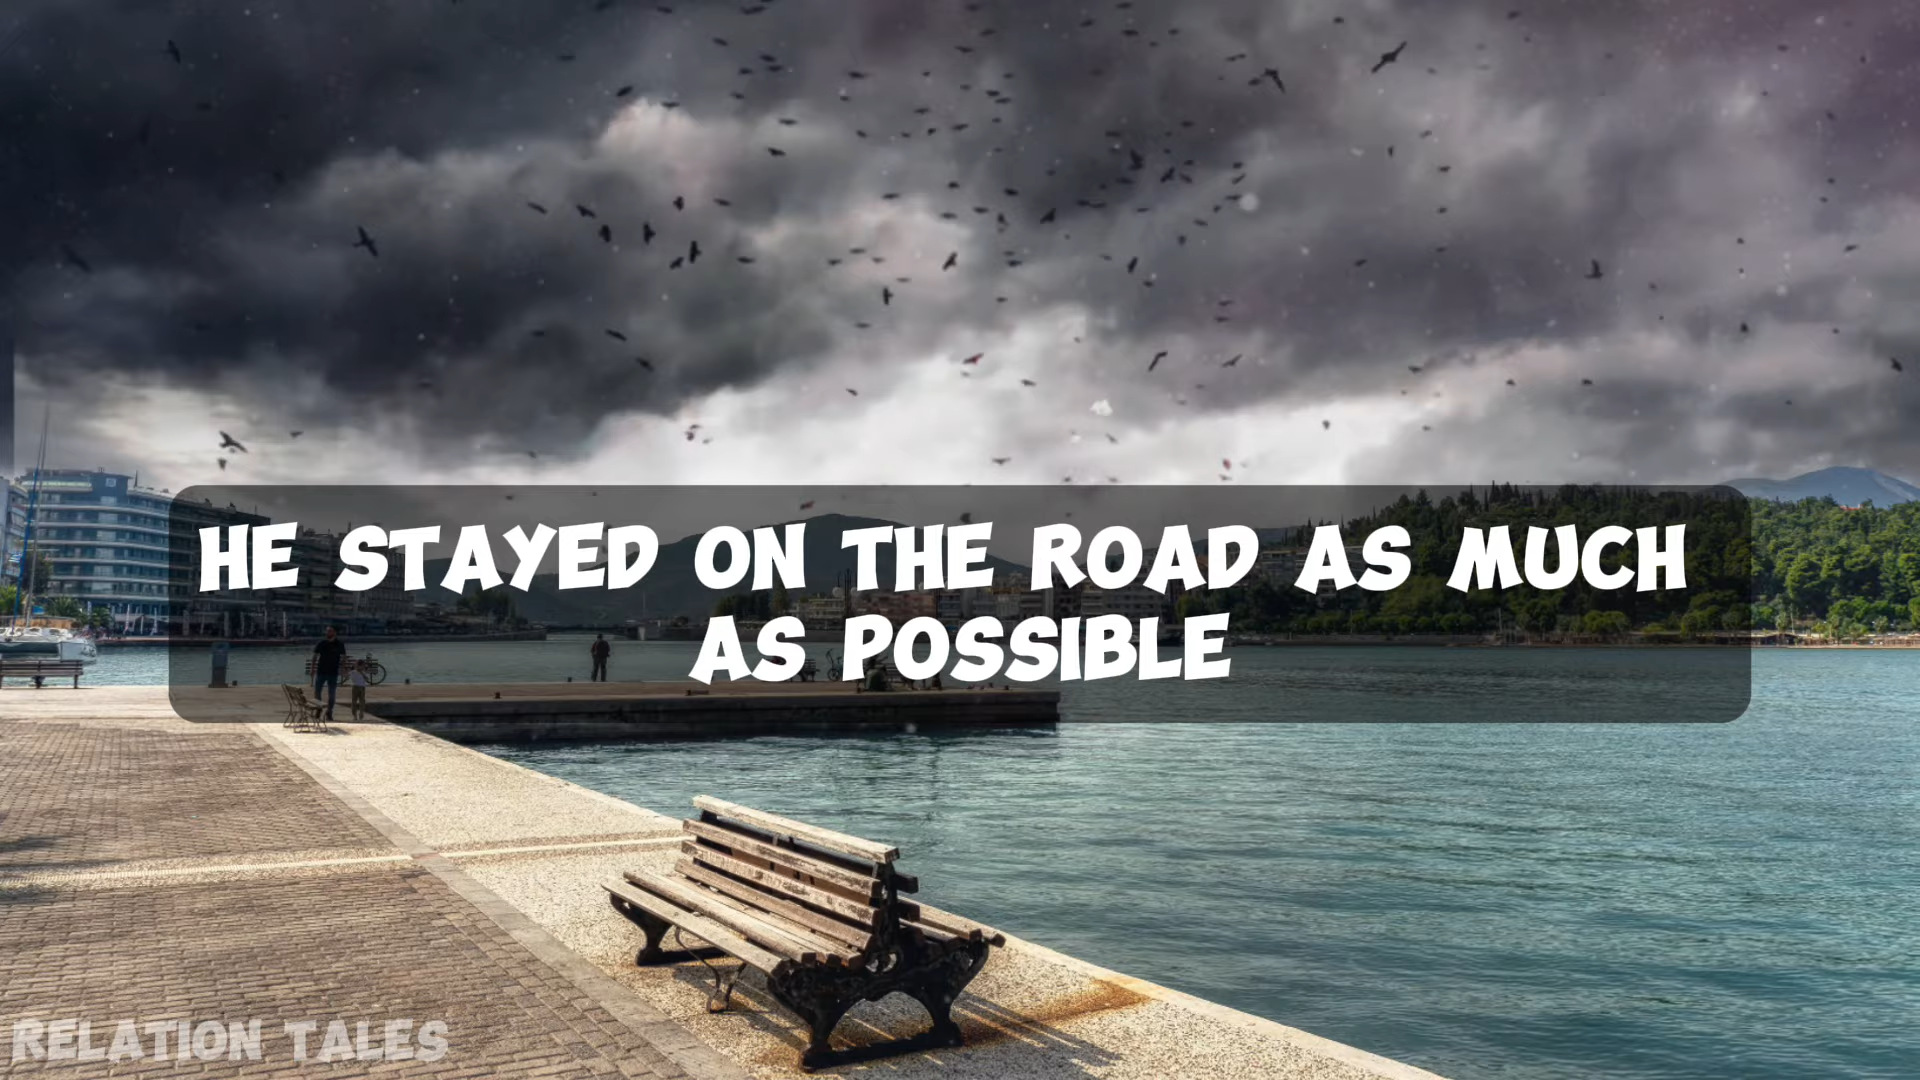 HE STAYED ON THE ROAD AS MUCH
AS POSSIBLE
RELATION TALES